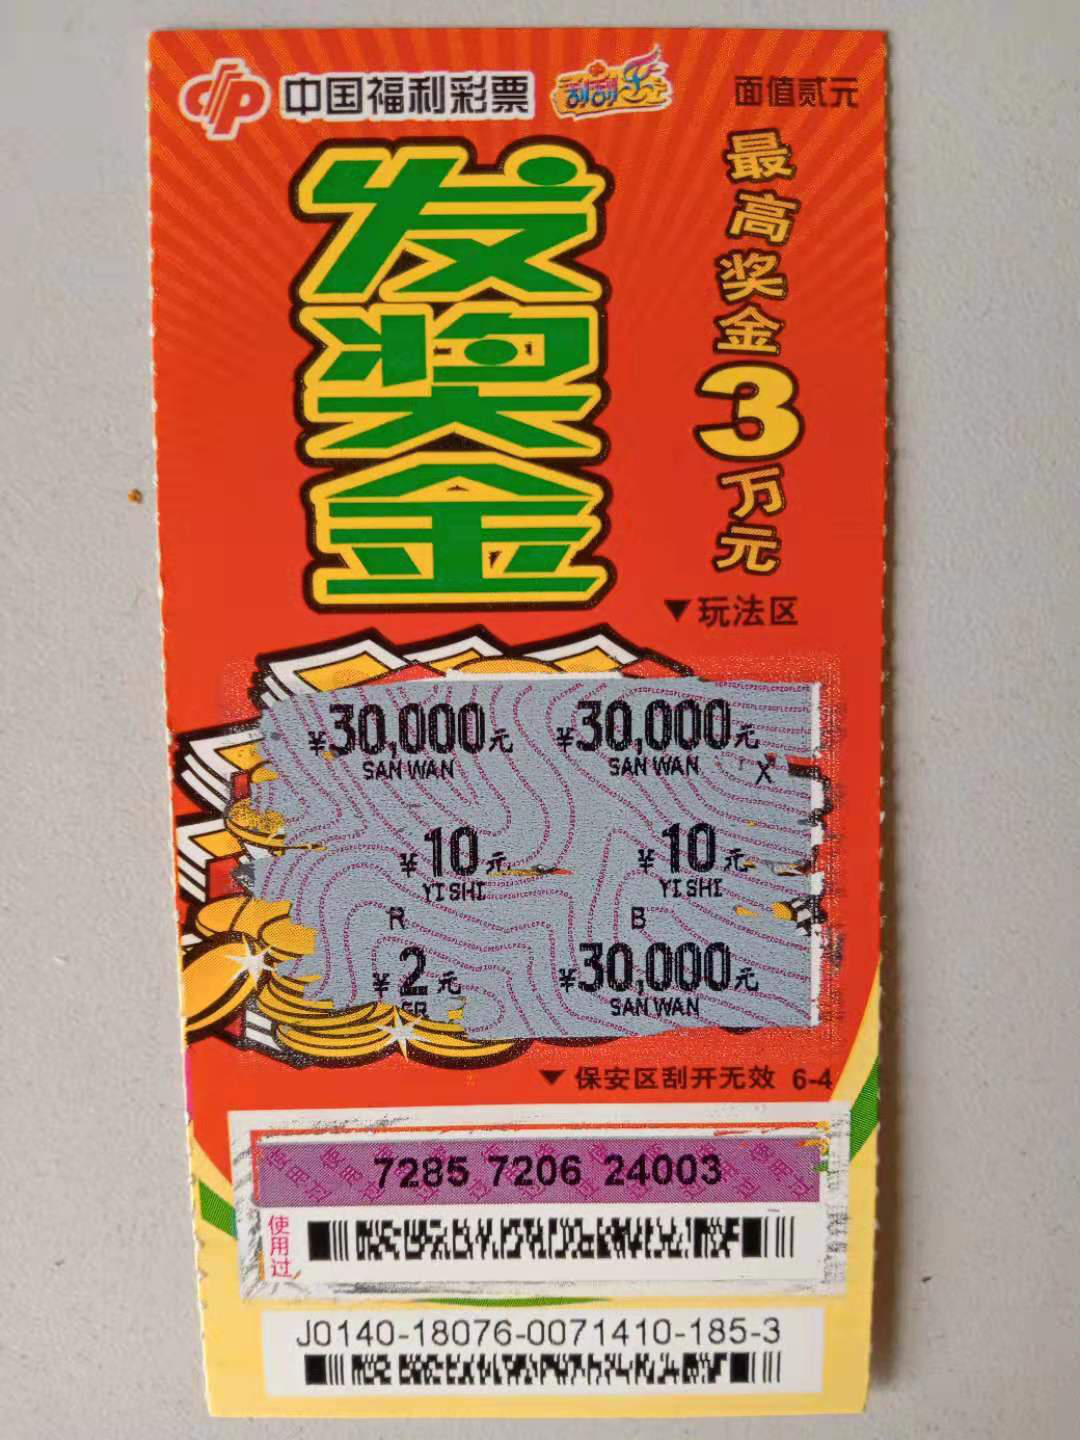 中国福利彩票 刮刮乐 面值贰元
发奖金
最高奖金3万元
▼玩法区
¥30,000元 ¥30,000元
SAN WAN SAN WAN X
¥10元 ¥10元
YI SHI YI SHI
R B
¥2元 ¥30,000元
SAN WAN
▼保安区刮开无效 6-4
7285 7206 24003
使用过
J0140-18076-0071410-185-3